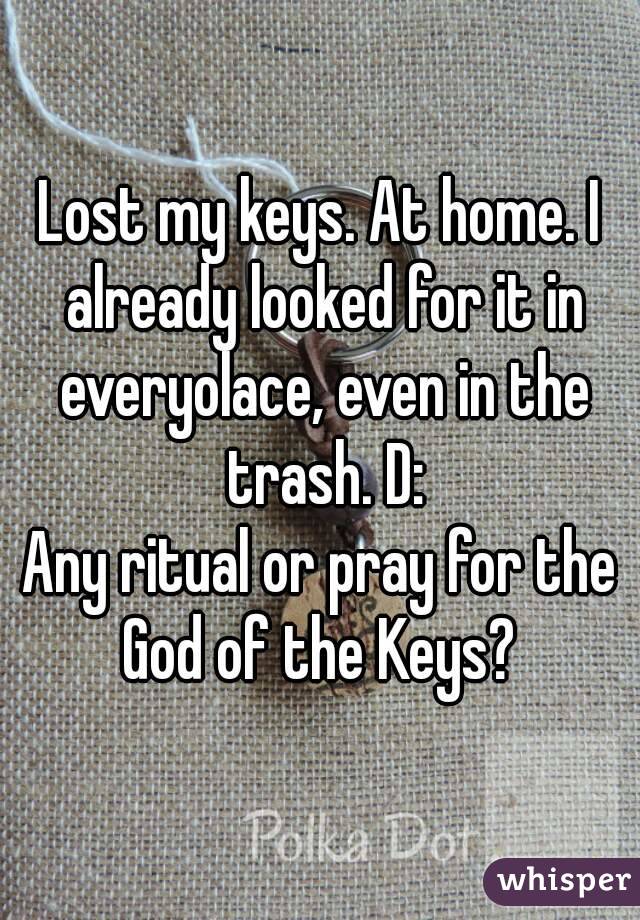 Lost my keys. At home. I
already looked for it in
everyolace, even in the
trash. D:
Any ritual or pray for the
God of the Keys?
Polka Dot
whisper